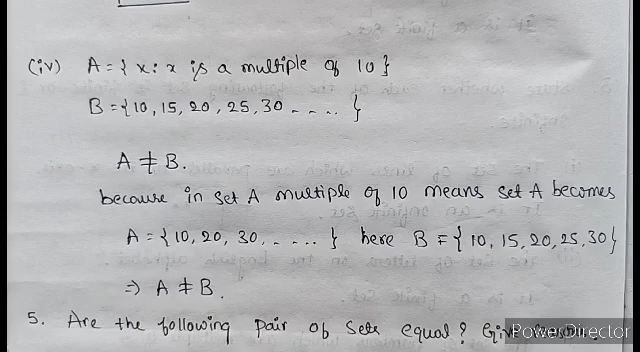 (iv) A = { x : x is a multiple of 10 }
B = { 10, 15, 20, 25, 30 - - .. }
A ≠ B.
because in set A multiple of 10 means set A becomes
A = { 10, 20, 30, . . ... } here B = { 10, 15, 20, 25, 30}
⇒ A ≠ B.
5. Are the following pair of sets equal ? Give
PowerDirector